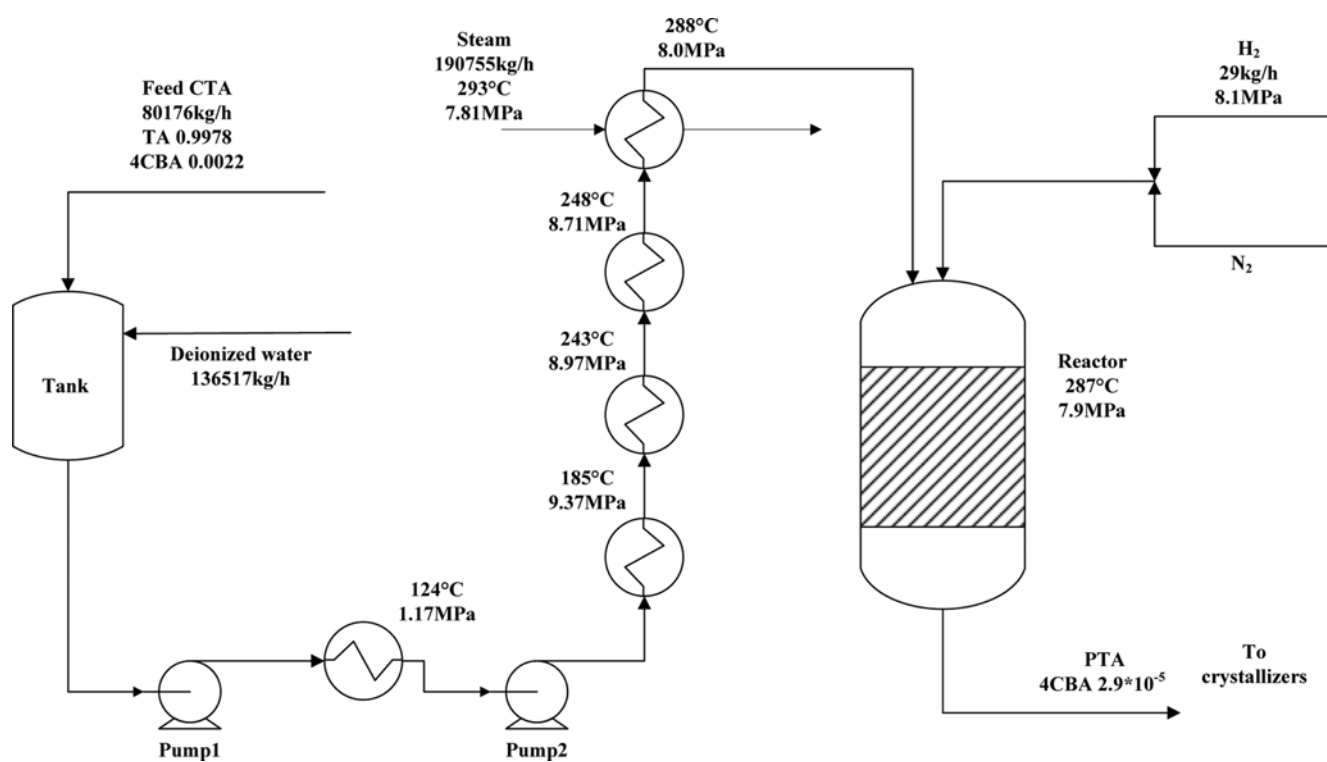 Feed CTA
80176kg/h
TA 0.9978
4CBA 0.0022
Steam
190755kg/h
293°C
7.81MPa
288°C
8.0MPa
H₂
29kg/h
8.1MPa
N₂
248°C
8.71MPa
Tank
Deionized water
136517kg/h
243°C
8.97MPa
Reactor
287°C
7.9MPa
185°C
9.37MPa
124°C
1.17MPa
Pump1
Pump2
PTA
4CBA 2.9*10⁻⁵
To
crystallizers